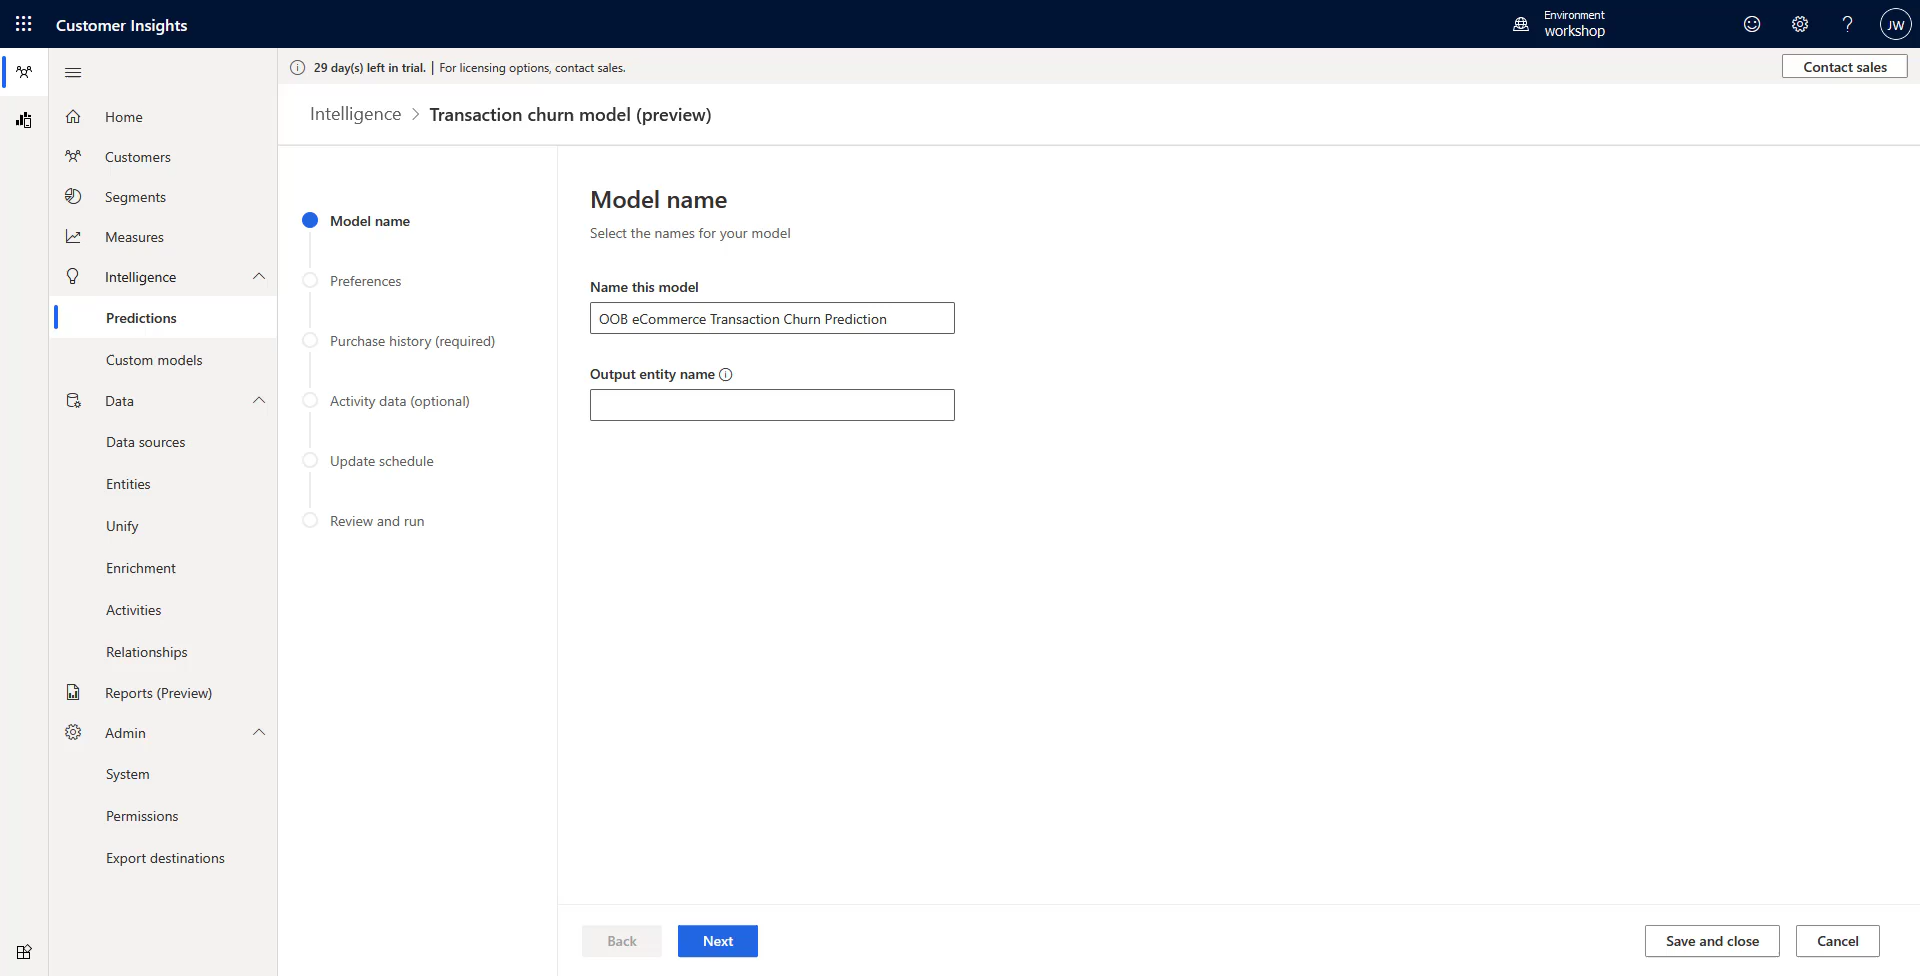 Customer Insights
Environment
workshop
JW
29 day(s) left in trial. | For licensing options, contact sales.
Contact sales
Home
Customers
Segments
Measures
Intelligence
Predictions
Custom models
Data
Data sources
Entities
Unify
Enrichment
Activities
Relationships
Reports (Preview)
Admin
System
Permissions
Export destinations
Intelligence > Transaction churn model (preview)
Model name
Preferences
Purchase history (required)
Activity data (optional)
Update schedule
Review and run
Model name
Select the names for your model
Name this model
OOB eCommerce Transaction Churn Prediction
Output entity name
Back
Next
Save and close
Cancel